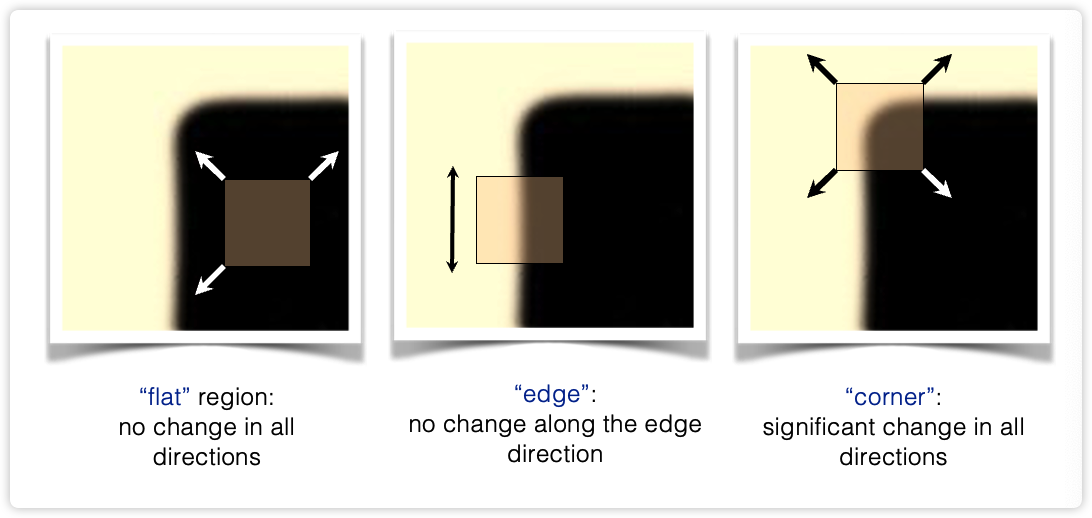 “flat” region:
no change in all
directions
“edge”:
no change along the edge
direction
“corner”:
significant change in all
directions